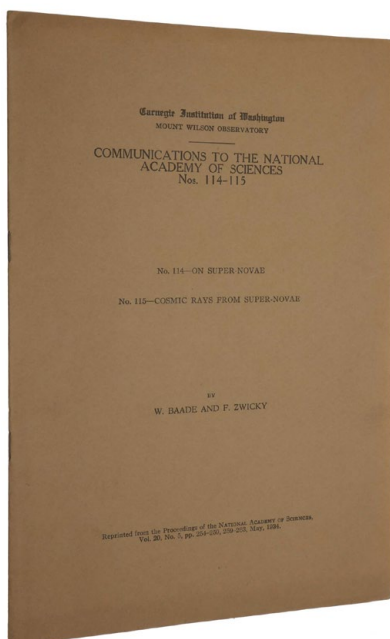 Carnegie Institution of Washington
MOUNT WILSON OBSERVATORY
COMMUNICATIONS TO THE NATIONAL
ACADEMY OF SCIENCES
Nos. 114-115
No. 114—ON SUPER-NOVAE
No. 115—COSMIC RAYS FROM SUPER-NOVAE
BY
W. BAADE AND F. ZWICKY
Reprinted from the Proceedings of the NATIONAL ACADEMY OF SCIENCES,
Vol. 20, No. 5, pp. 254-259, 259-263, May, 1934.